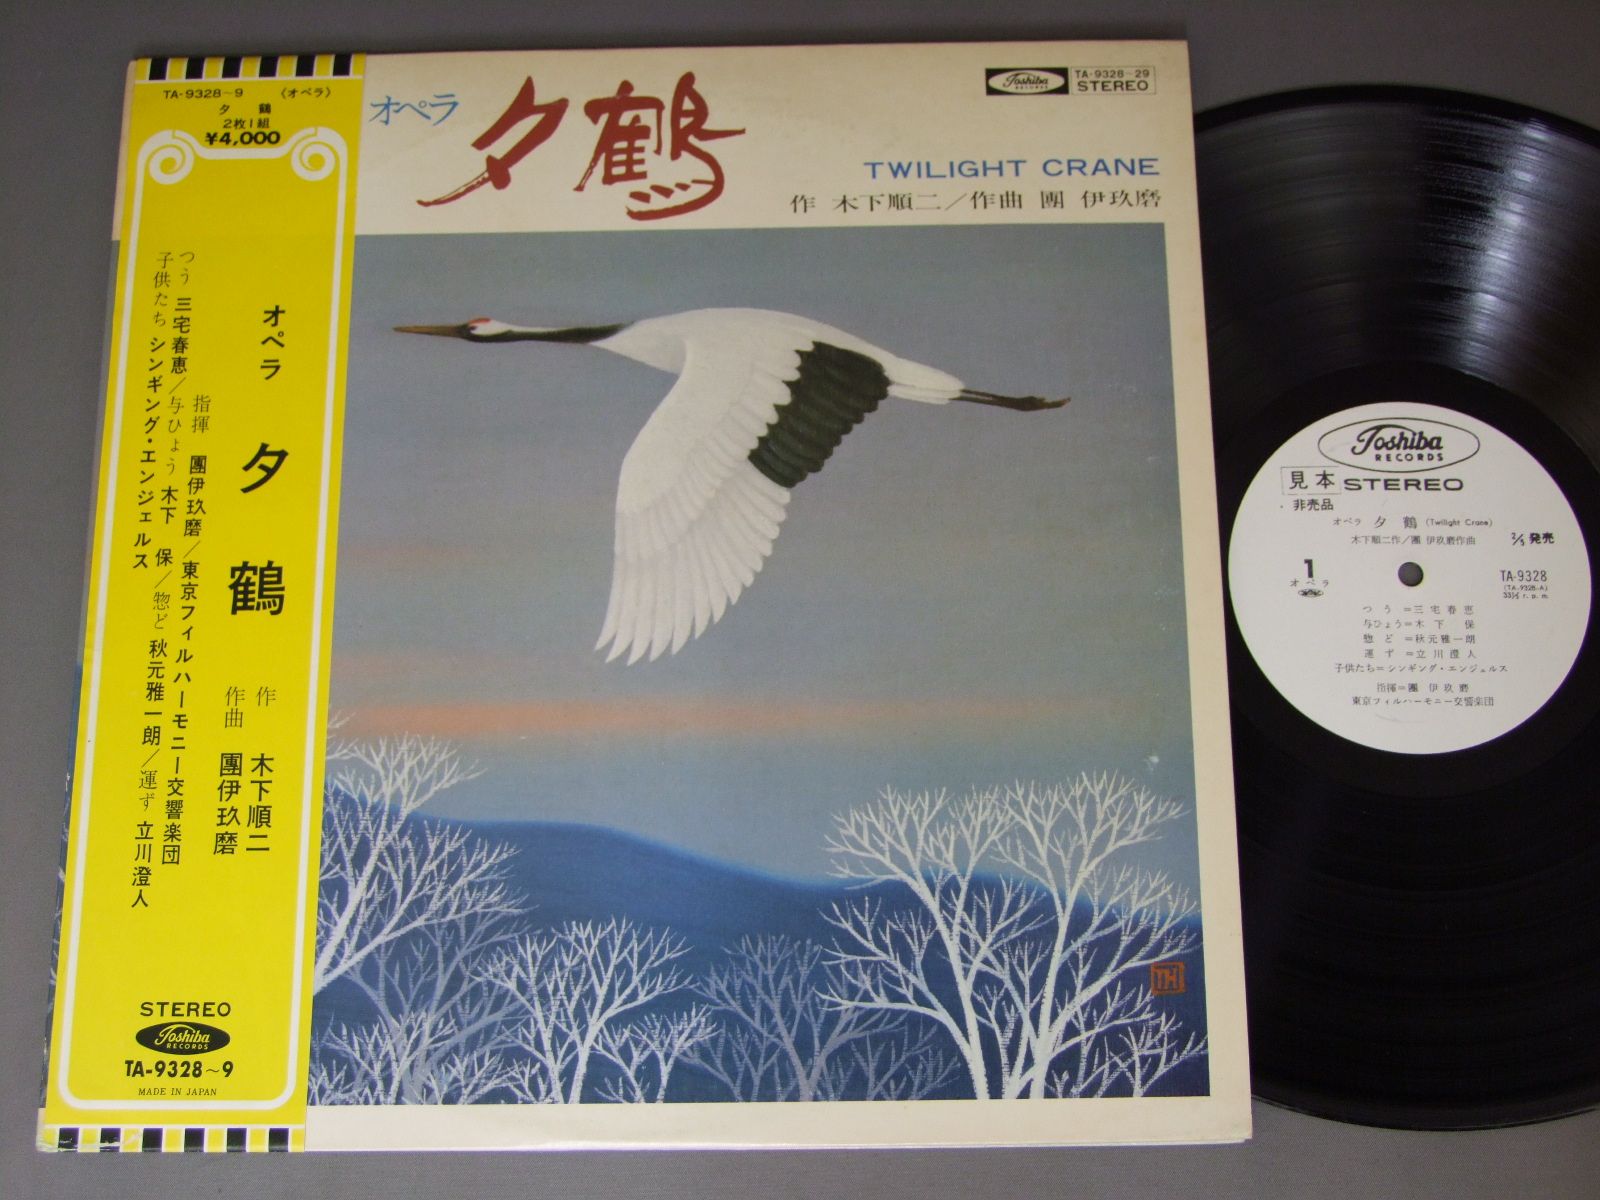 TA-9328~9 〈オペラ〉
夕鶴
2枚1組
¥4,000
オペラ 夕鶴
作 木下順二
作曲 團伊玖磨
指揮 團伊玖磨/東京フィルハーモニー交響楽団
つう 三宅春恵/与ひょう 木下 保/惣ど 秋元雅一朗/運ず 立川澄人
子供たち シンギング・エンジェルス
STEREO
Toshiba
RECORDS
TA-9328~9
MADE IN JAPAN
オペラ 夕鶴
Toshiba
RECORDS
TA-9328~29
STEREO
TWILIGHT CRANE
作 木下順二/作曲 團 伊玖磨
TH
Toshiba
RECORDS
見本 STEREO
非売品
オペラ 夕 鶴 (Twilight Crane)
木下順二作/團 伊玖磨作曲
2/5 発売
1
オペラ
TA-9328
(TA-9328-A)
33⅓ r.p.m.
つう=三宅春恵
与ひょう=木下 保
惣ど=秋元雅一朗
運ず=立川澄人
子供たち=シンギング・エンジェルス
指揮=團 伊玖磨
東京フィルハーモニー交響楽団